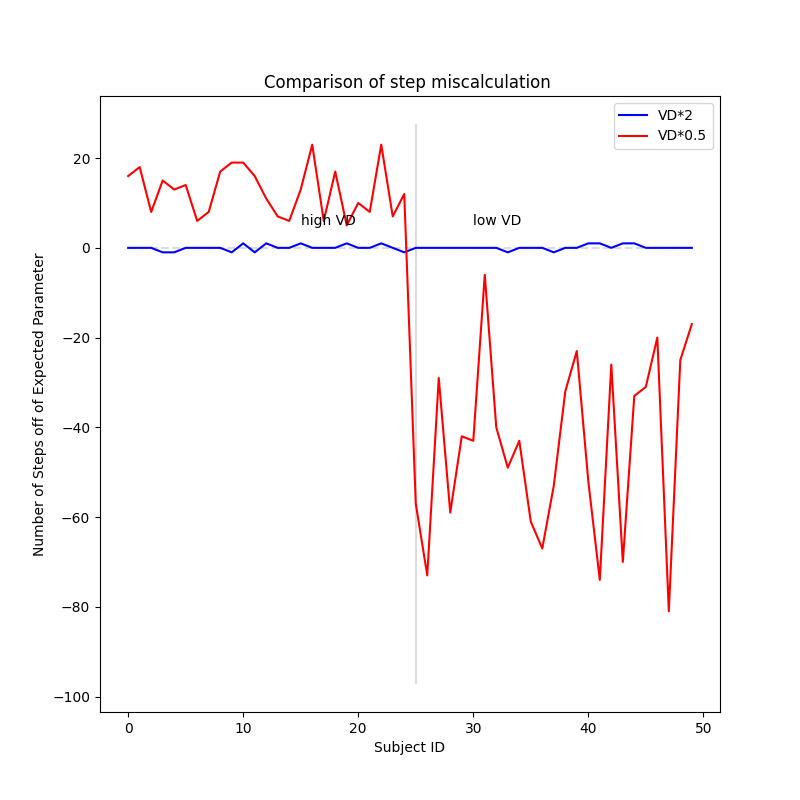 Comparison of step miscalculation
VD*2
VD*0.5
high VD
low VD
Number of Steps off of Expected Parameter
20
0
−20
−40
−60
−80
−100
0 10 20 30 40 50
Subject ID